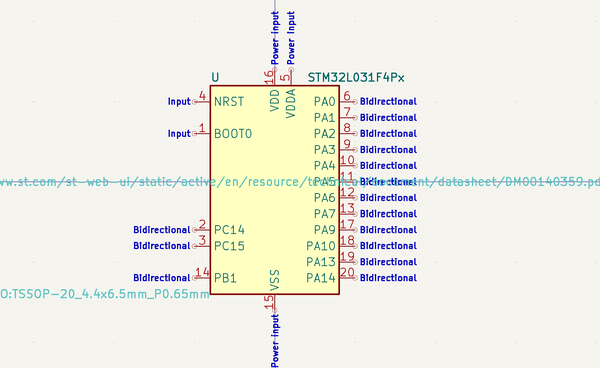 Power Input
Power Input
U
STM32L031F4Px
16
5
VDD
VDDA
Input 4 NRST
PA0 6 Bidirectional
PA1 7 Bidirectional
Input 1 BOOT0
PA2 8 Bidirectional
PA3 9 Bidirectional
PA4 10 Bidirectional
PA5 11 Bidirectional
ww.st.com/st-web-ui/static/active/en/resource/technical/document/datasheet/DM00140359.pd
PA6 12 Bidirectional
PA7 13 Bidirectional
Bidirectional 2 PC14
PA9 17 Bidirectional
Bidirectional 3 PC15
PA10 18 Bidirectional
PA13 19 Bidirectional
Bidirectional 14 PB1
PA14 20 Bidirectional
VSS
O:TSSOP-20_4.4x6.5mm_P0.65mm
15
Power Input